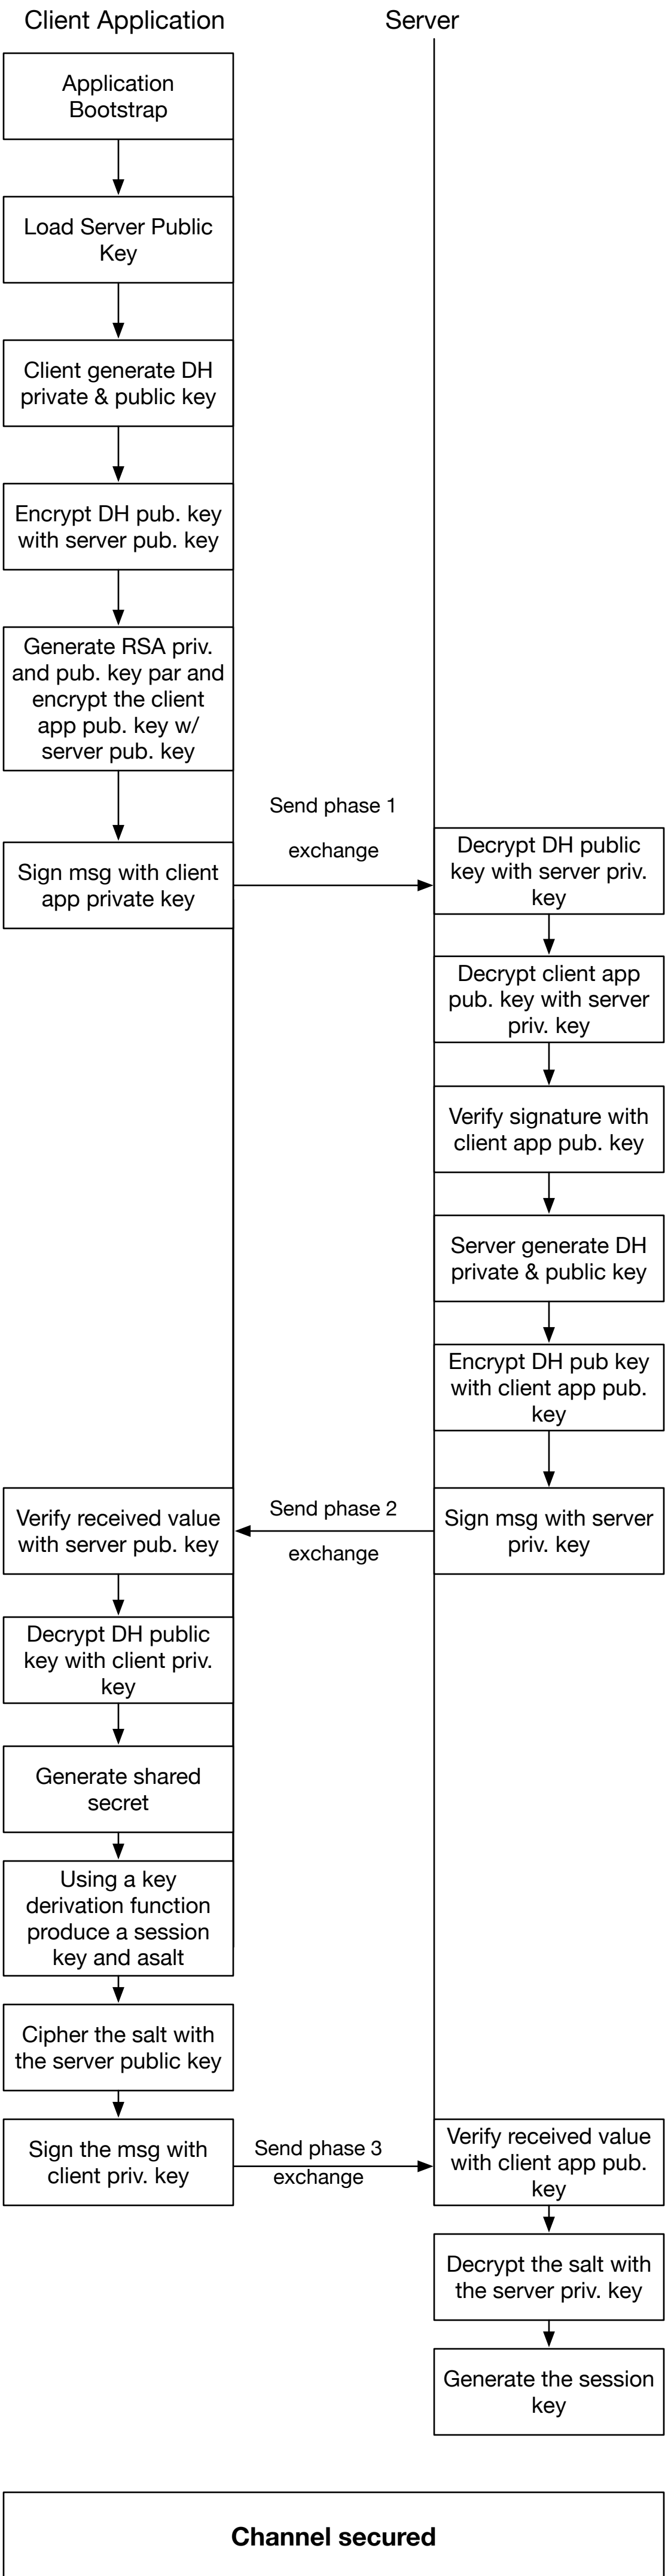 Client Application
Server
Application
Bootstrap
Load Server Public
Key
Client generate DH
private & public key
Encrypt DH pub. key
with server pub. key
Generate RSA priv.
and pub. key par and
encrypt the client
app pub. key w/
server pub. key
Sign msg with client
app private key
Send phase 1
exchange
Decrypt DH public
key with server priv.
key
Decrypt client app
pub. key with server
priv. key
Verify signature with
client app pub. key
Server generate DH
private & public key
Encrypt DH pub key
with client app pub.
key
Sign msg with server
priv. key
Send phase 2
exchange
Verify received value
with server pub. key
Decrypt DH public
key with client priv.
key
Generate shared
secret
Using a key
derivation function
produce a session
key and asalt
Cipher the salt with
the server public key
Sign the msg with
client priv. key
Send phase 3
exchange
Verify received value
with client app pub.
key
Decrypt the salt with
the server priv. key
Generate the session
key
Channel secured